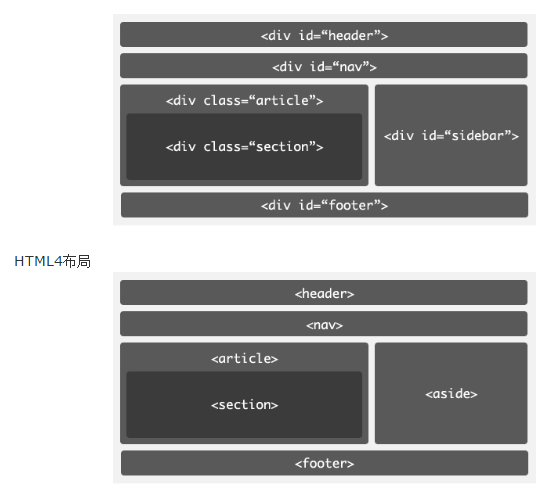 <div id=“header”>
<div id=“nav”>
<div class=“article”>
<div class=“section”>
<div id=“sidebar”>
<div id=“footer”>
HTML4布局
<header>
<nav>
<article>
<section>
<aside>
<footer>